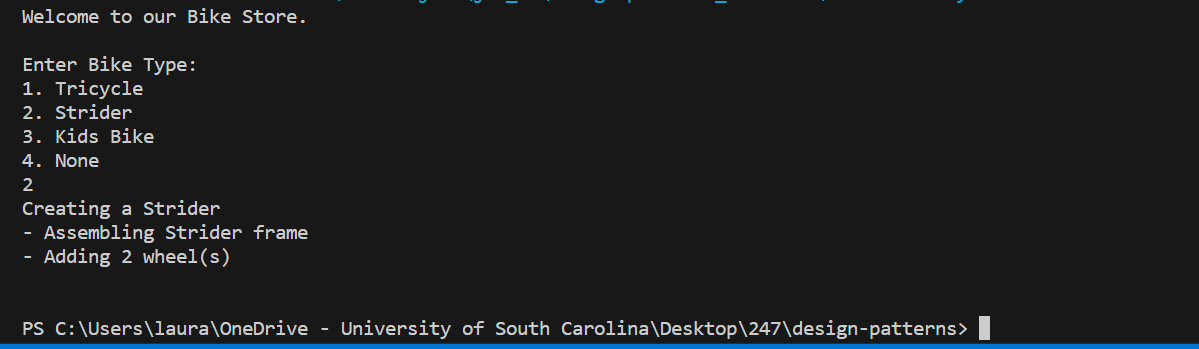 Welcome to our Bike Store.
Enter Bike Type:
1. Tricycle
2. Strider
3. Kids Bike
4. None
2
Creating a Strider
- Assembling Strider frame
- Adding 2 wheel(s)
PS C:\Users\laura\OneDrive - University of South Carolina\Desktop\247\design-patterns>